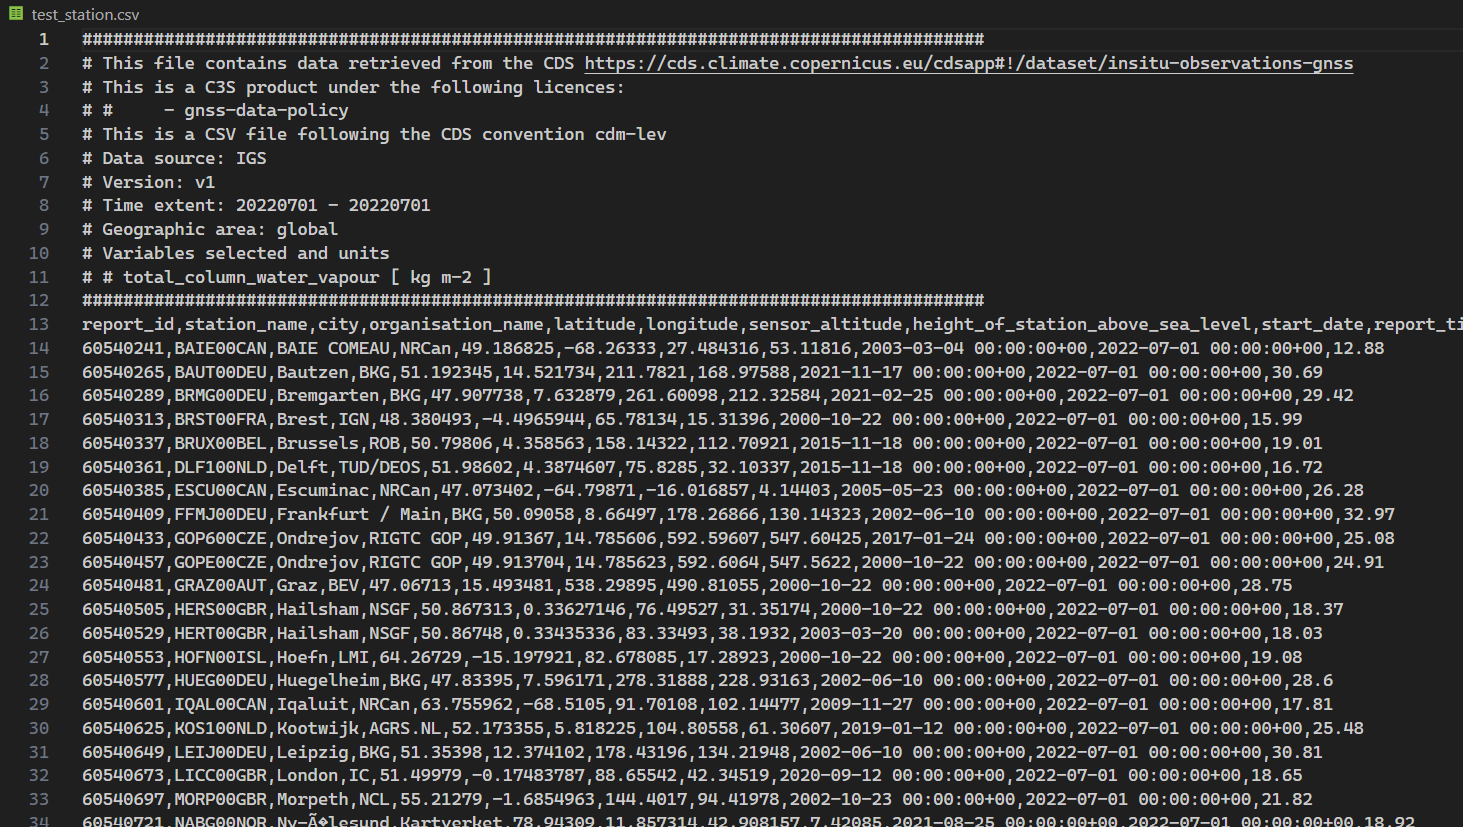 test_station.csv
1 ########################################################################################
2 # This file contains data retrieved from the CDS https://cds.climate.copernicus.eu/cdsapp#!/dataset/insitu-observations-gnss
3 # This is a C3S product under the following licences:
4 # #     - gnss-data-policy
5 # This is a CSV file following the CDS convention cdm-lev
6 # Data source: IGS
7 # Version: v1
8 # Time extent: 20220701 - 20220701
9 # Geographic area: global
10 # Variables selected and units
11 # # total_column_water_vapour [ kg m-2 ]
12 ########################################################################################
13 report_id,station_name,city,organisation_name,latitude,longitude,sensor_altitude,height_of_station_above_sea_level,start_date,report_ti
14 60540241,BAIE00CAN,BAIE COMEAU,NRCan,49.186825,-68.26333,27.484316,53.11816,2003-03-04 00:00:00+00,2022-07-01 00:00:00+00,12.88
15 60540265,BAUT00DEU,Bautzen,BKG,51.192345,14.521734,211.7821,168.97588,2021-11-17 00:00:00+00,2022-07-01 00:00:00+00,30.69
16 60540289,BRMG00DEU,Bremgarten,BKG,47.907738,7.632879,261.60098,212.32584,2021-02-25 00:00:00+00,2022-07-01 00:00:00+00,29.42
17 60540313,BRST00FRA,Brest,IGN,48.380493,-4.4965944,65.78134,15.31396,2000-10-22 00:00:00+00,2022-07-01 00:00:00+00,15.99
18 60540337,BRUX00BEL,Brussels,ROB,50.79806,4.358563,158.14322,112.70921,2015-11-18 00:00:00+00,2022-07-01 00:00:00+00,19.01
19 60540361,DLF100NLD,Delft,TUD/DEOS,51.98602,4.3874607,75.8285,32.10337,2015-11-18 00:00:00+00,2022-07-01 00:00:00+00,16.72
20 60540385,ESCU00CAN,Escuminac,NRCan,47.073402,-64.79871,-16.016857,4.14403,2005-05-23 00:00:00+00,2022-07-01 00:00:00+00,26.28
21 60540409,FFMJ00DEU,Frankfurt / Main,BKG,50.09058,8.66497,178.26866,130.14323,2002-06-10 00:00:00+00,2022-07-01 00:00:00+00,32.97
22 60540433,GOP600CZE,Ondrejov,RIGTC GOP,49.91367,14.785606,592.59607,547.60425,2017-01-24 00:00:00+00,2022-07-01 00:00:00+00,25.08
23 60540457,GOPE00CZE,Ondrejov,RIGTC GOP,49.913704,14.785623,592.6064,547.5622,2000-10-22 00:00:00+00,2022-07-01 00:00:00+00,24.91
24 60540481,GRAZ00AUT,Graz,BEV,47.06713,15.493481,538.29895,490.81055,2000-10-22 00:00:00+00,2022-07-01 00:00:00+00,28.75
25 60540505,HERS00GBR,Hailsham,NSGF,50.867313,0.33627146,76.49527,31.35174,2000-10-22 00:00:00+00,2022-07-01 00:00:00+00,18.37
26 60540529,HERT00GBR,Hailsham,NSGF,50.86748,0.33435336,83.33493,38.1932,2003-03-20 00:00:00+00,2022-07-01 00:00:00+00,18.03
27 60540553,HOFN00ISL,Hoefn,LMI,64.26729,-15.197921,82.678085,17.28923,2000-10-22 00:00:00+00,2022-07-01 00:00:00+00,19.08
28 60540577,HUEG00DEU,Huegelheim,BKG,47.83395,7.596171,278.31888,228.93163,2002-06-10 00:00:00+00,2022-07-01 00:00:00+00,28.6
29 60540601,IQAL00CAN,Iqaluit,NRCan,63.755962,-68.5105,91.70108,102.14477,2009-11-27 00:00:00+00,2022-07-01 00:00:00+00,17.81
30 60540625,KOS100NLD,Kootwijk,AGRS.NL,52.173355,5.818225,104.80558,61.30607,2019-01-12 00:00:00+00,2022-07-01 00:00:00+00,25.48
31 60540649,LEIJ00DEU,Leipzig,BKG,51.35398,12.374102,178.43196,134.21948,2002-06-10 00:00:00+00,2022-07-01 00:00:00+00,30.81
32 60540673,LICC00GBR,London,IC,51.49979,-0.17483787,88.65542,42.34519,2020-09-12 00:00:00+00,2022-07-01 00:00:00+00,18.65
33 60540697,MORP00GBR,Morpeth,NCL,55.21279,-1.6854963,144.4017,94.41978,2002-10-23 00:00:00+00,2022-07-01 00:00:00+00,21.82
34 60540721,NABG00NOR,Ny-Ã�lesund,Kartverket,78.94309,11.857314,42.908157,7.42085,2021-08-25 00:00:00+00,2022-07-01 00:00:00+00,18.92